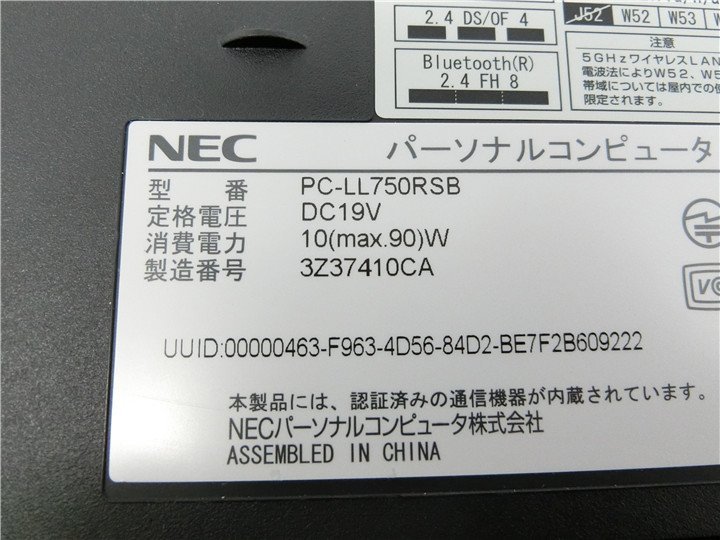 2.4 DS/OF 4
Bluetooth(R)
2.4 FH 8
J52 W52 W53
注意
5GHzワイヤレスLAN
電波法によりW52、W5
帯域については屋内での使
限定されます。
NEC パーソナルコンピュータ
型 番 PC-LL750RSB
定格電圧 DC19V
消費電力 10(max.90)W
製造番号 3Z37410CA
UUID:00000463-F963-4D56-84D2-BE7F2B609222
本製品には、認証済みの通信機器が内蔵されています。
NECパーソナルコンピュータ株式会社
ASSEMBLED IN CHINA